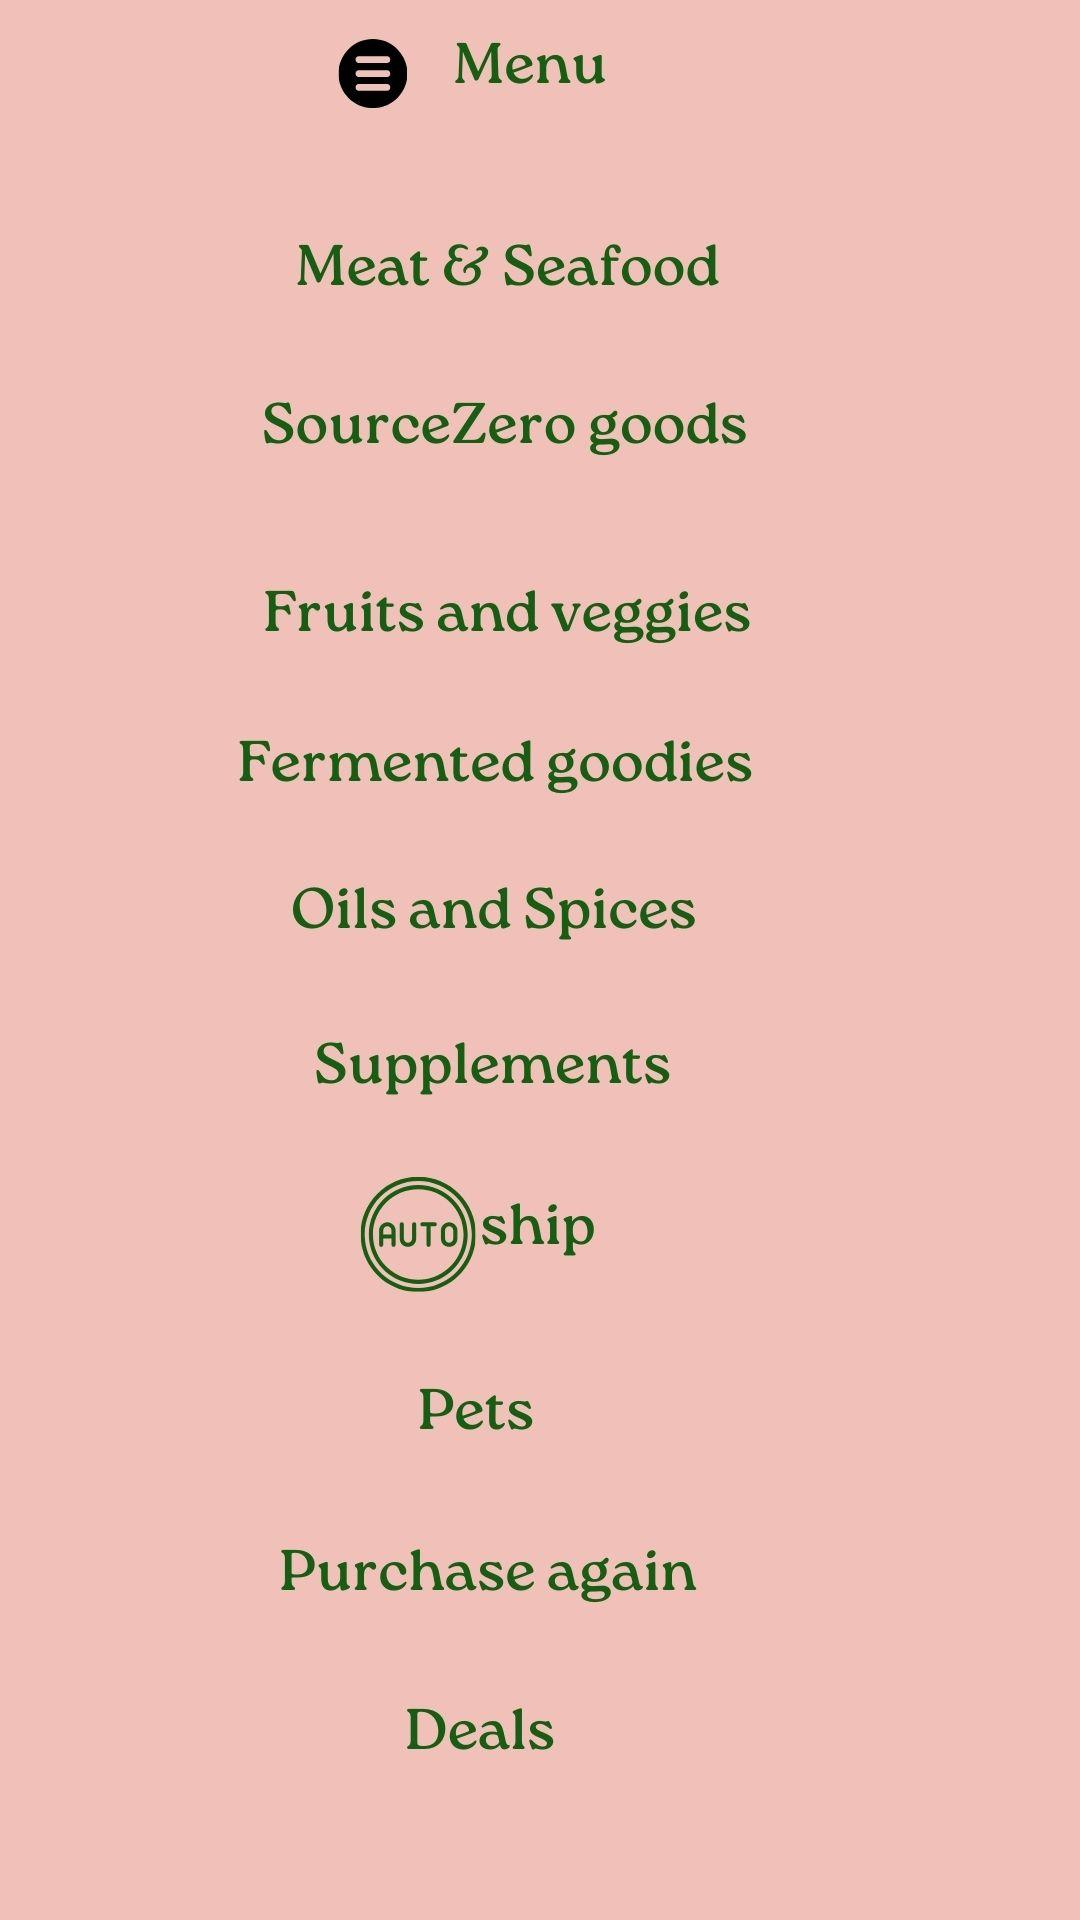 Menu
Meat & Seafood
SourceZero goods
Fruits and veggies
Fermented goodies
Oils and Spices
Supplements
AUTO ship
Pets
Purchase again
Deals